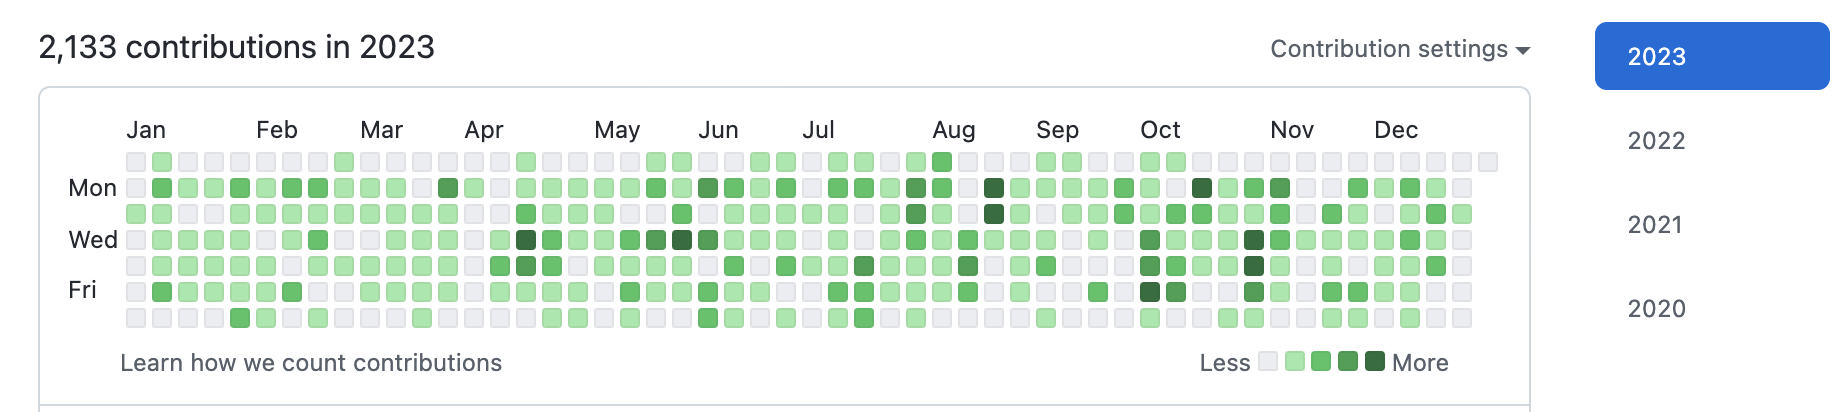 2,133 contributions in 2023
Contribution settings
2023
2022
2021
2020
Jan Feb Mar Apr May Jun Jul Aug Sep Oct Nov Dec
Mon
Wed
Fri
Learn how we count contributions
Less More